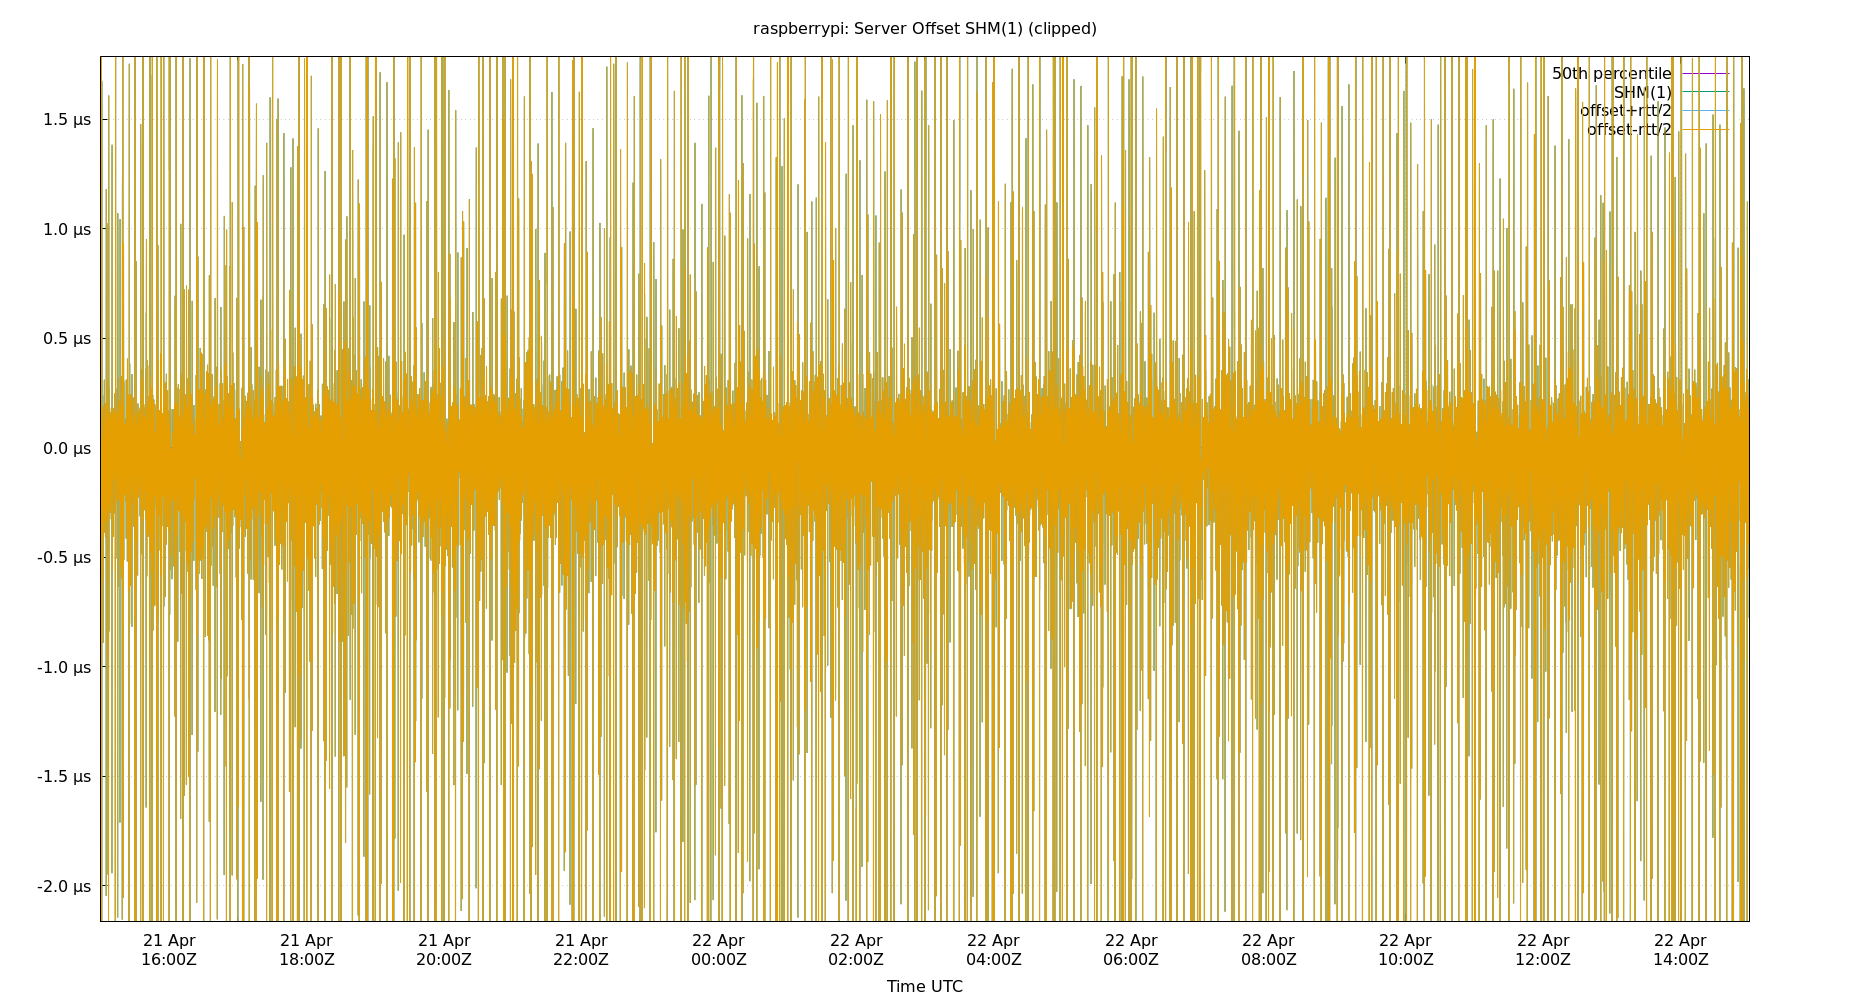 raspberrypi: Server Offset SHM(1) (clipped)
50th percentile
SHM(1)
offset+rtt/2
offset-rtt/2
1.5 µs
1.0 µs
0.5 µs
0.0 µs
-0.5 µs
-1.0 µs
-1.5 µs
-2.0 µs
21 Apr 21 Apr 21 Apr 21 Apr 22 Apr 22 Apr 22 Apr 22 Apr 22 Apr 22 Apr 22 Apr 22 Apr
16:00Z 18:00Z 20:00Z 22:00Z 00:00Z 02:00Z 04:00Z 06:00Z 08:00Z 10:00Z 12:00Z 14:00Z
Time UTC